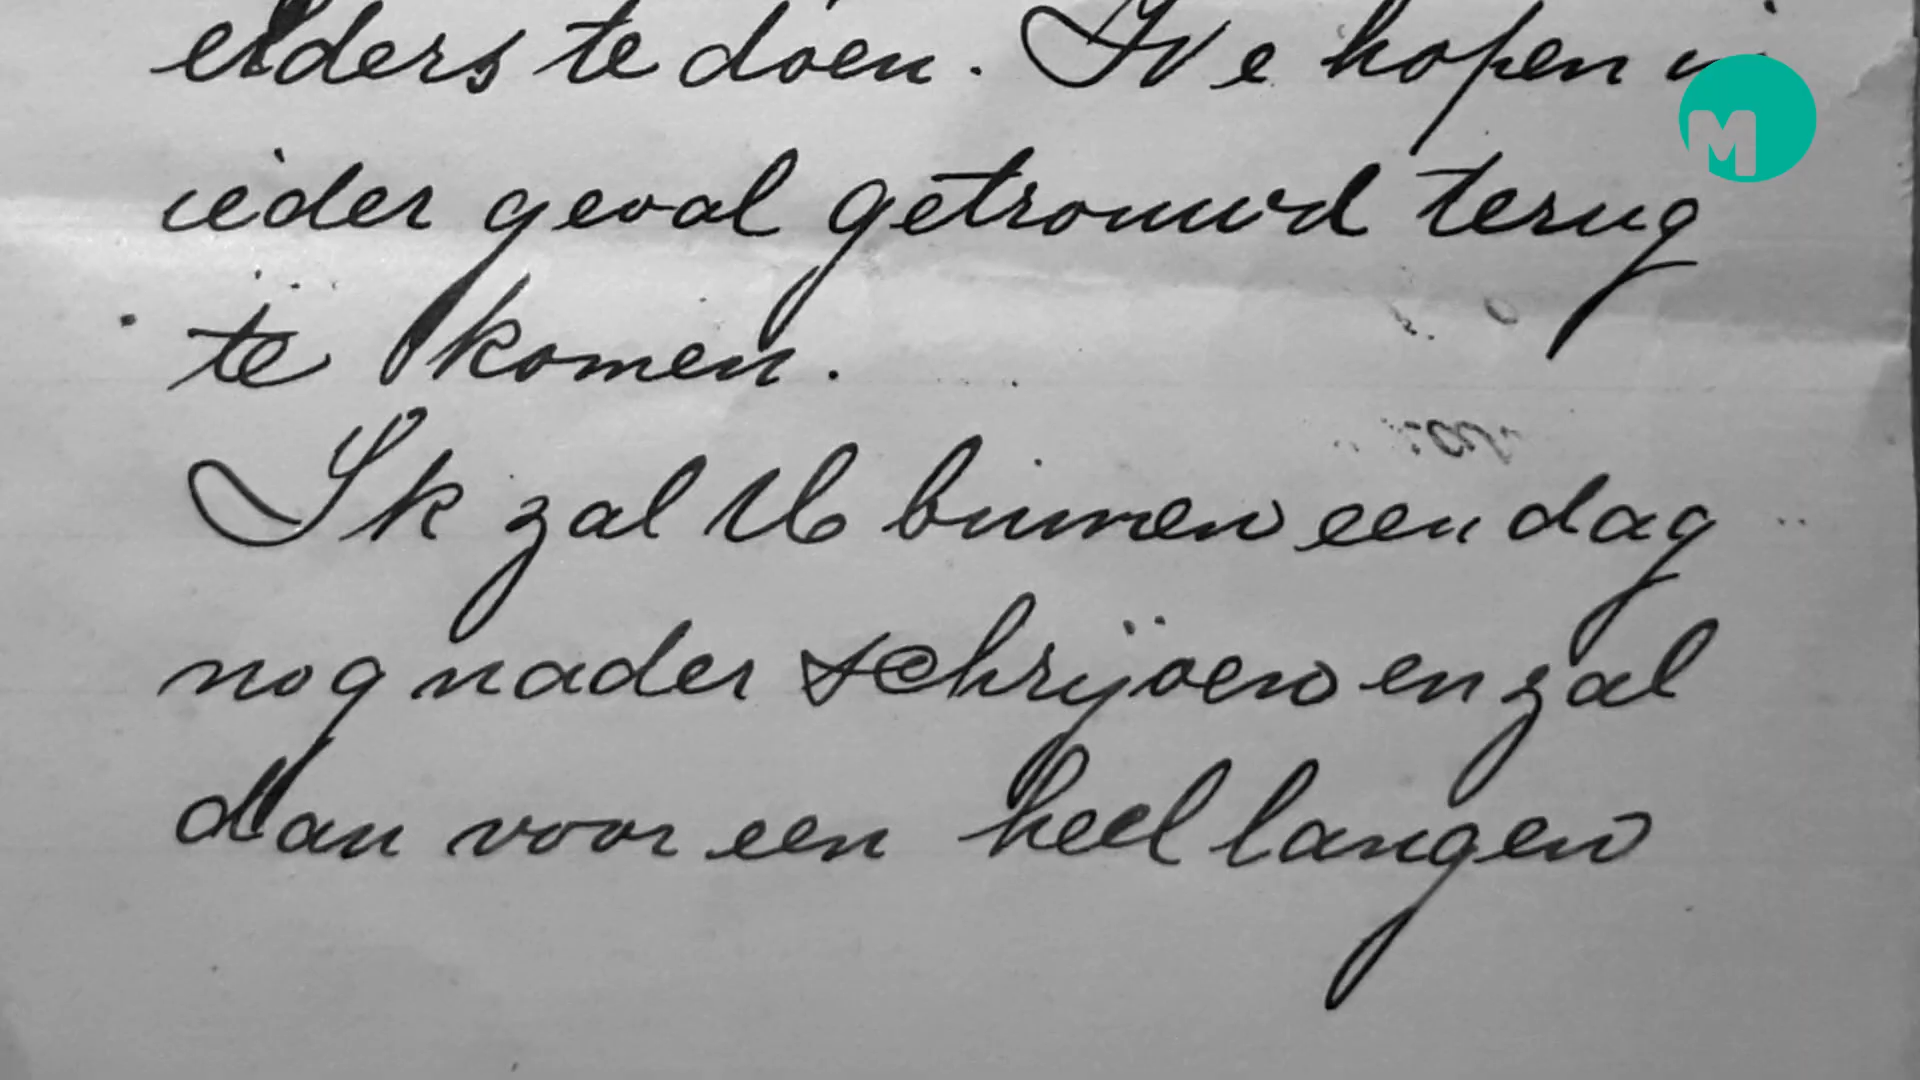 elders te doen. We hopen
ieder geval getrouwd terug
te komen.
Ik zal U binnen een dag
nog nader schrijven en zal
dan voor een heel langen
M